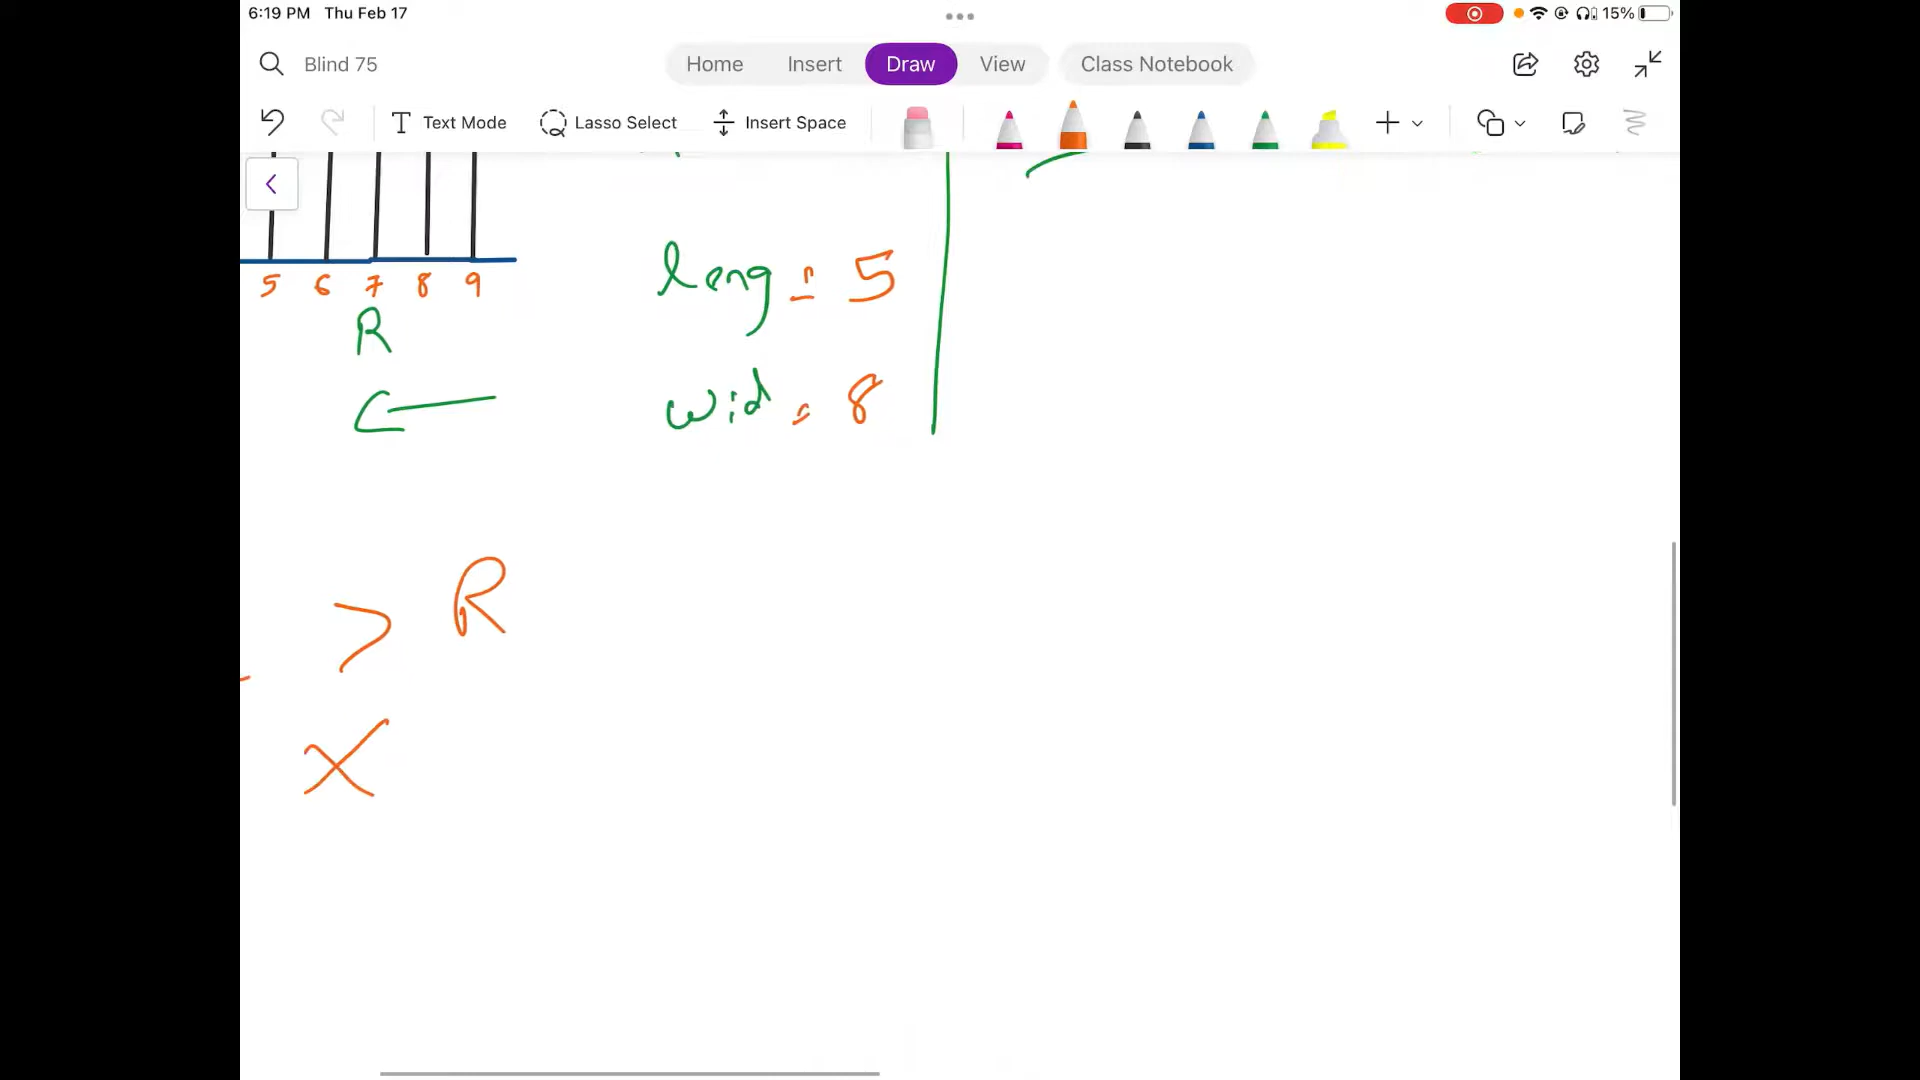 6:19 PM Thu Feb 17
15%
Blind 75
Home Insert Draw View Class Notebook
Text Mode Lasso Select Insert Space
5 6 7 8 9
R
leng = 5
wid = 8
> R
X